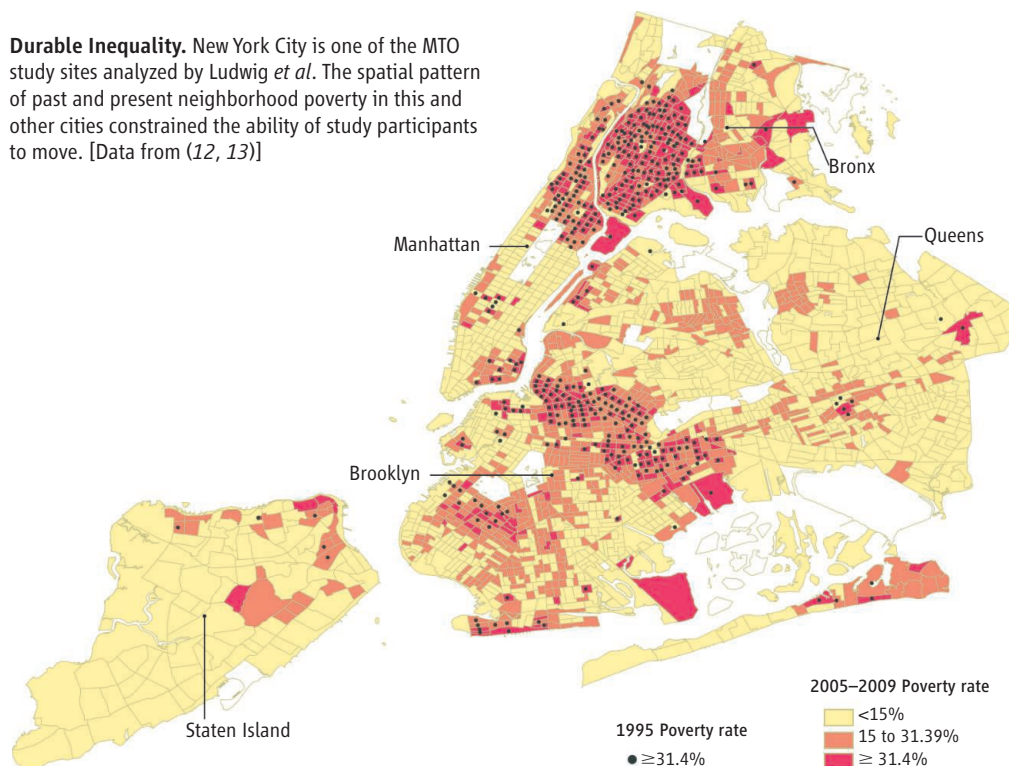 Durable Inequality. New York City is one of the MTO
study sites analyzed by Ludwig et al. The spatial pattern
of past and present neighborhood poverty in this and
other cities constrained the ability of study participants
to move. [Data from (12, 13)]
Bronx
Manhattan
Queens
Brooklyn
Staten Island
1995 Poverty rate
≥31.4%
2005–2009 Poverty rate
<15%
15 to 31.39%
≥ 31.4%